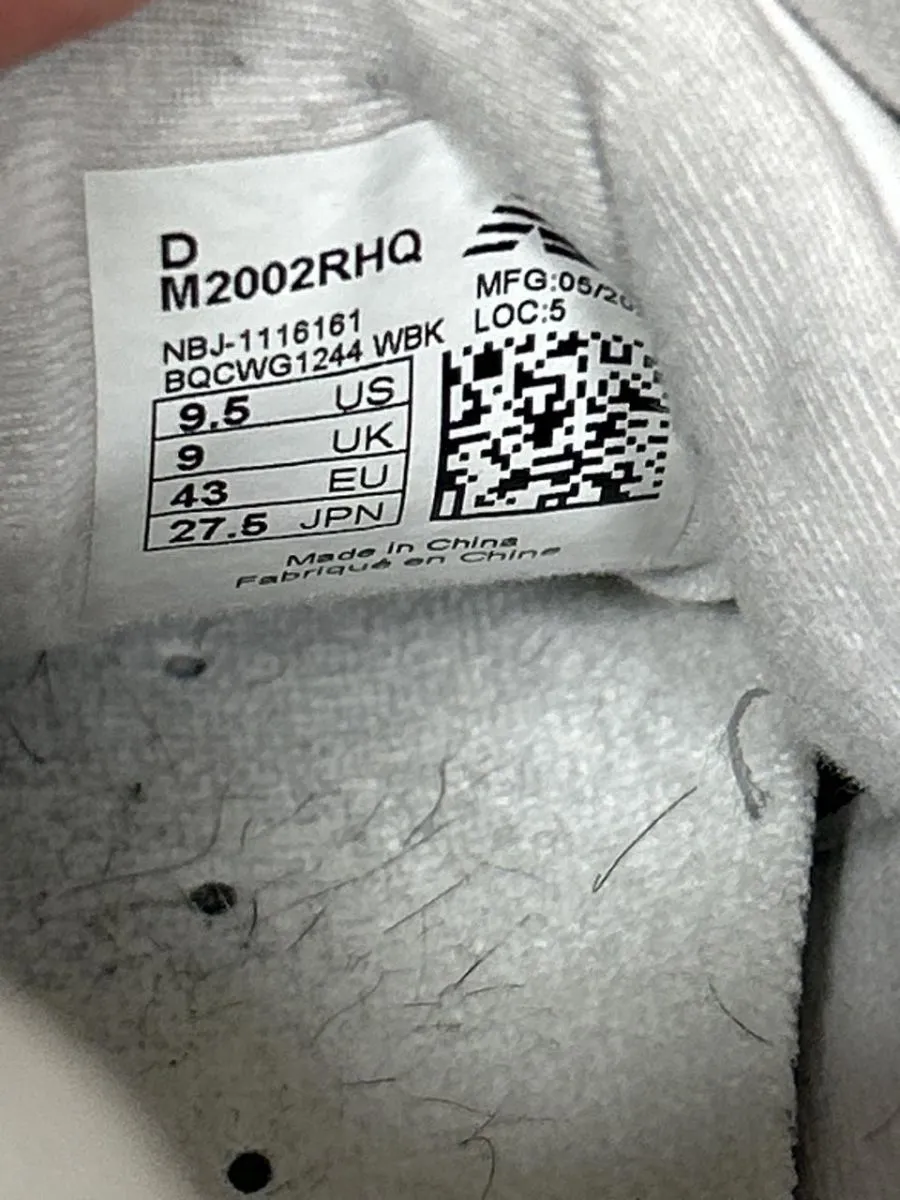 D
M2002RHQ
NBJ-1116161
BQCWG1244 WBK
9.5 US
9 UK
43 EU
27.5 JPN
MFG:05/20
LOC:5
Made in China
Fabriqué en Chine